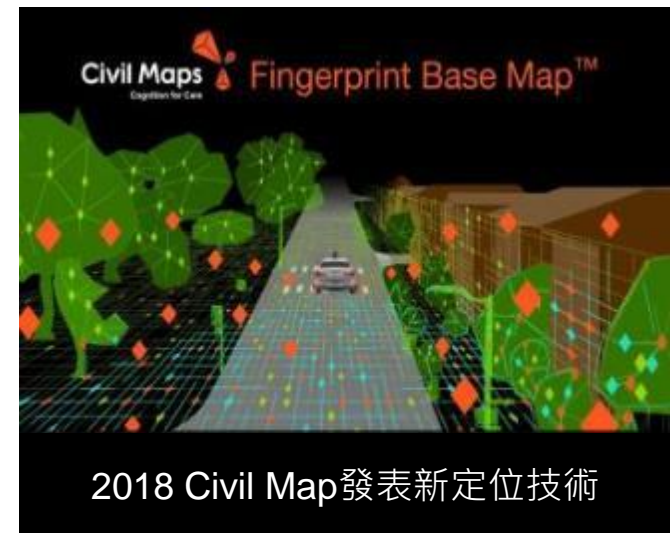 Civil Maps
Cognition for Cars
Fingerprint Base Map™
2018 Civil Map發表新定位技術